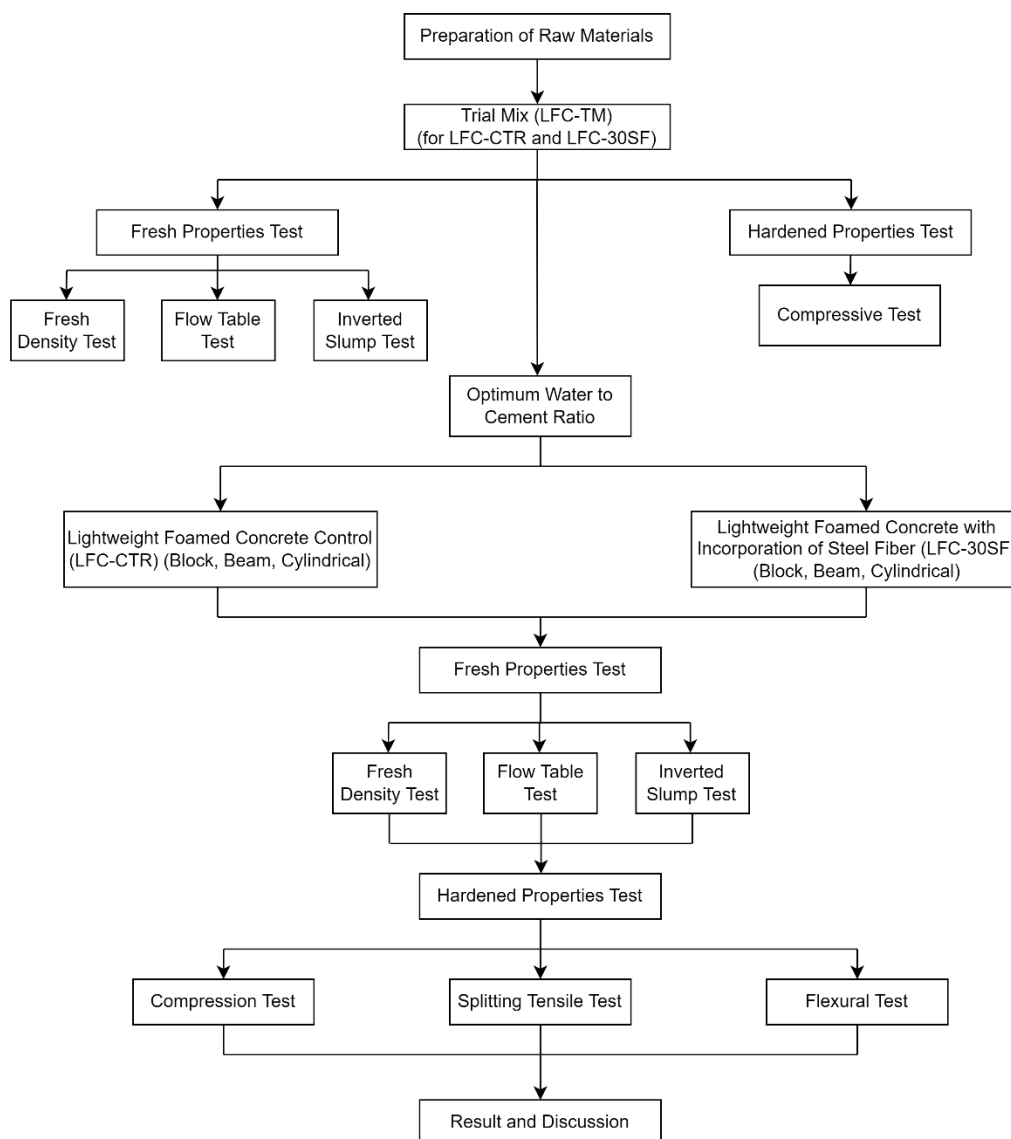 Preparation of Raw Materials
Trial Mix (LFC-TM)
(for LFC-CTR and LFC-30SF)
Fresh Properties Test
Hardened Properties Test
Fresh
Density Test
Flow Table
Test
Inverted
Slump Test
Compressive Test
Optimum Water to
Cement Ratio
Lightweight Foamed Concrete Control
(LFC-CTR) (Block, Beam, Cylindrical)
Lightweight Foamed Concrete with
Incorporation of Steel Fiber (LFC-30SF
(Block, Beam, Cylindrical)
Fresh Properties Test
Fresh
Density Test
Flow Table
Test
Inverted
Slump Test
Hardened Properties Test
Compression Test
Splitting Tensile Test
Flexural Test
Result and Discussion